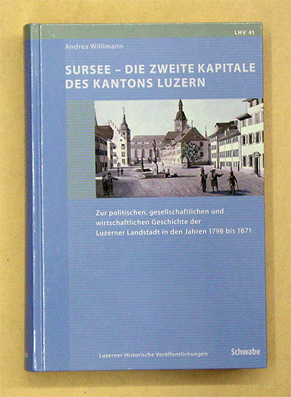 LHV 41
Andrea Willimann
SURSEE – DIE ZWEITE KAPITALE
DES KANTONS LUZERN
Zur politischen, gesellschaftlichen und
wirtschaftlichen Geschichte der
Luzerner Landstadt in den Jahren 1798 bis 1871
Luzerner Historische Veröffentlichungen
Schwabe